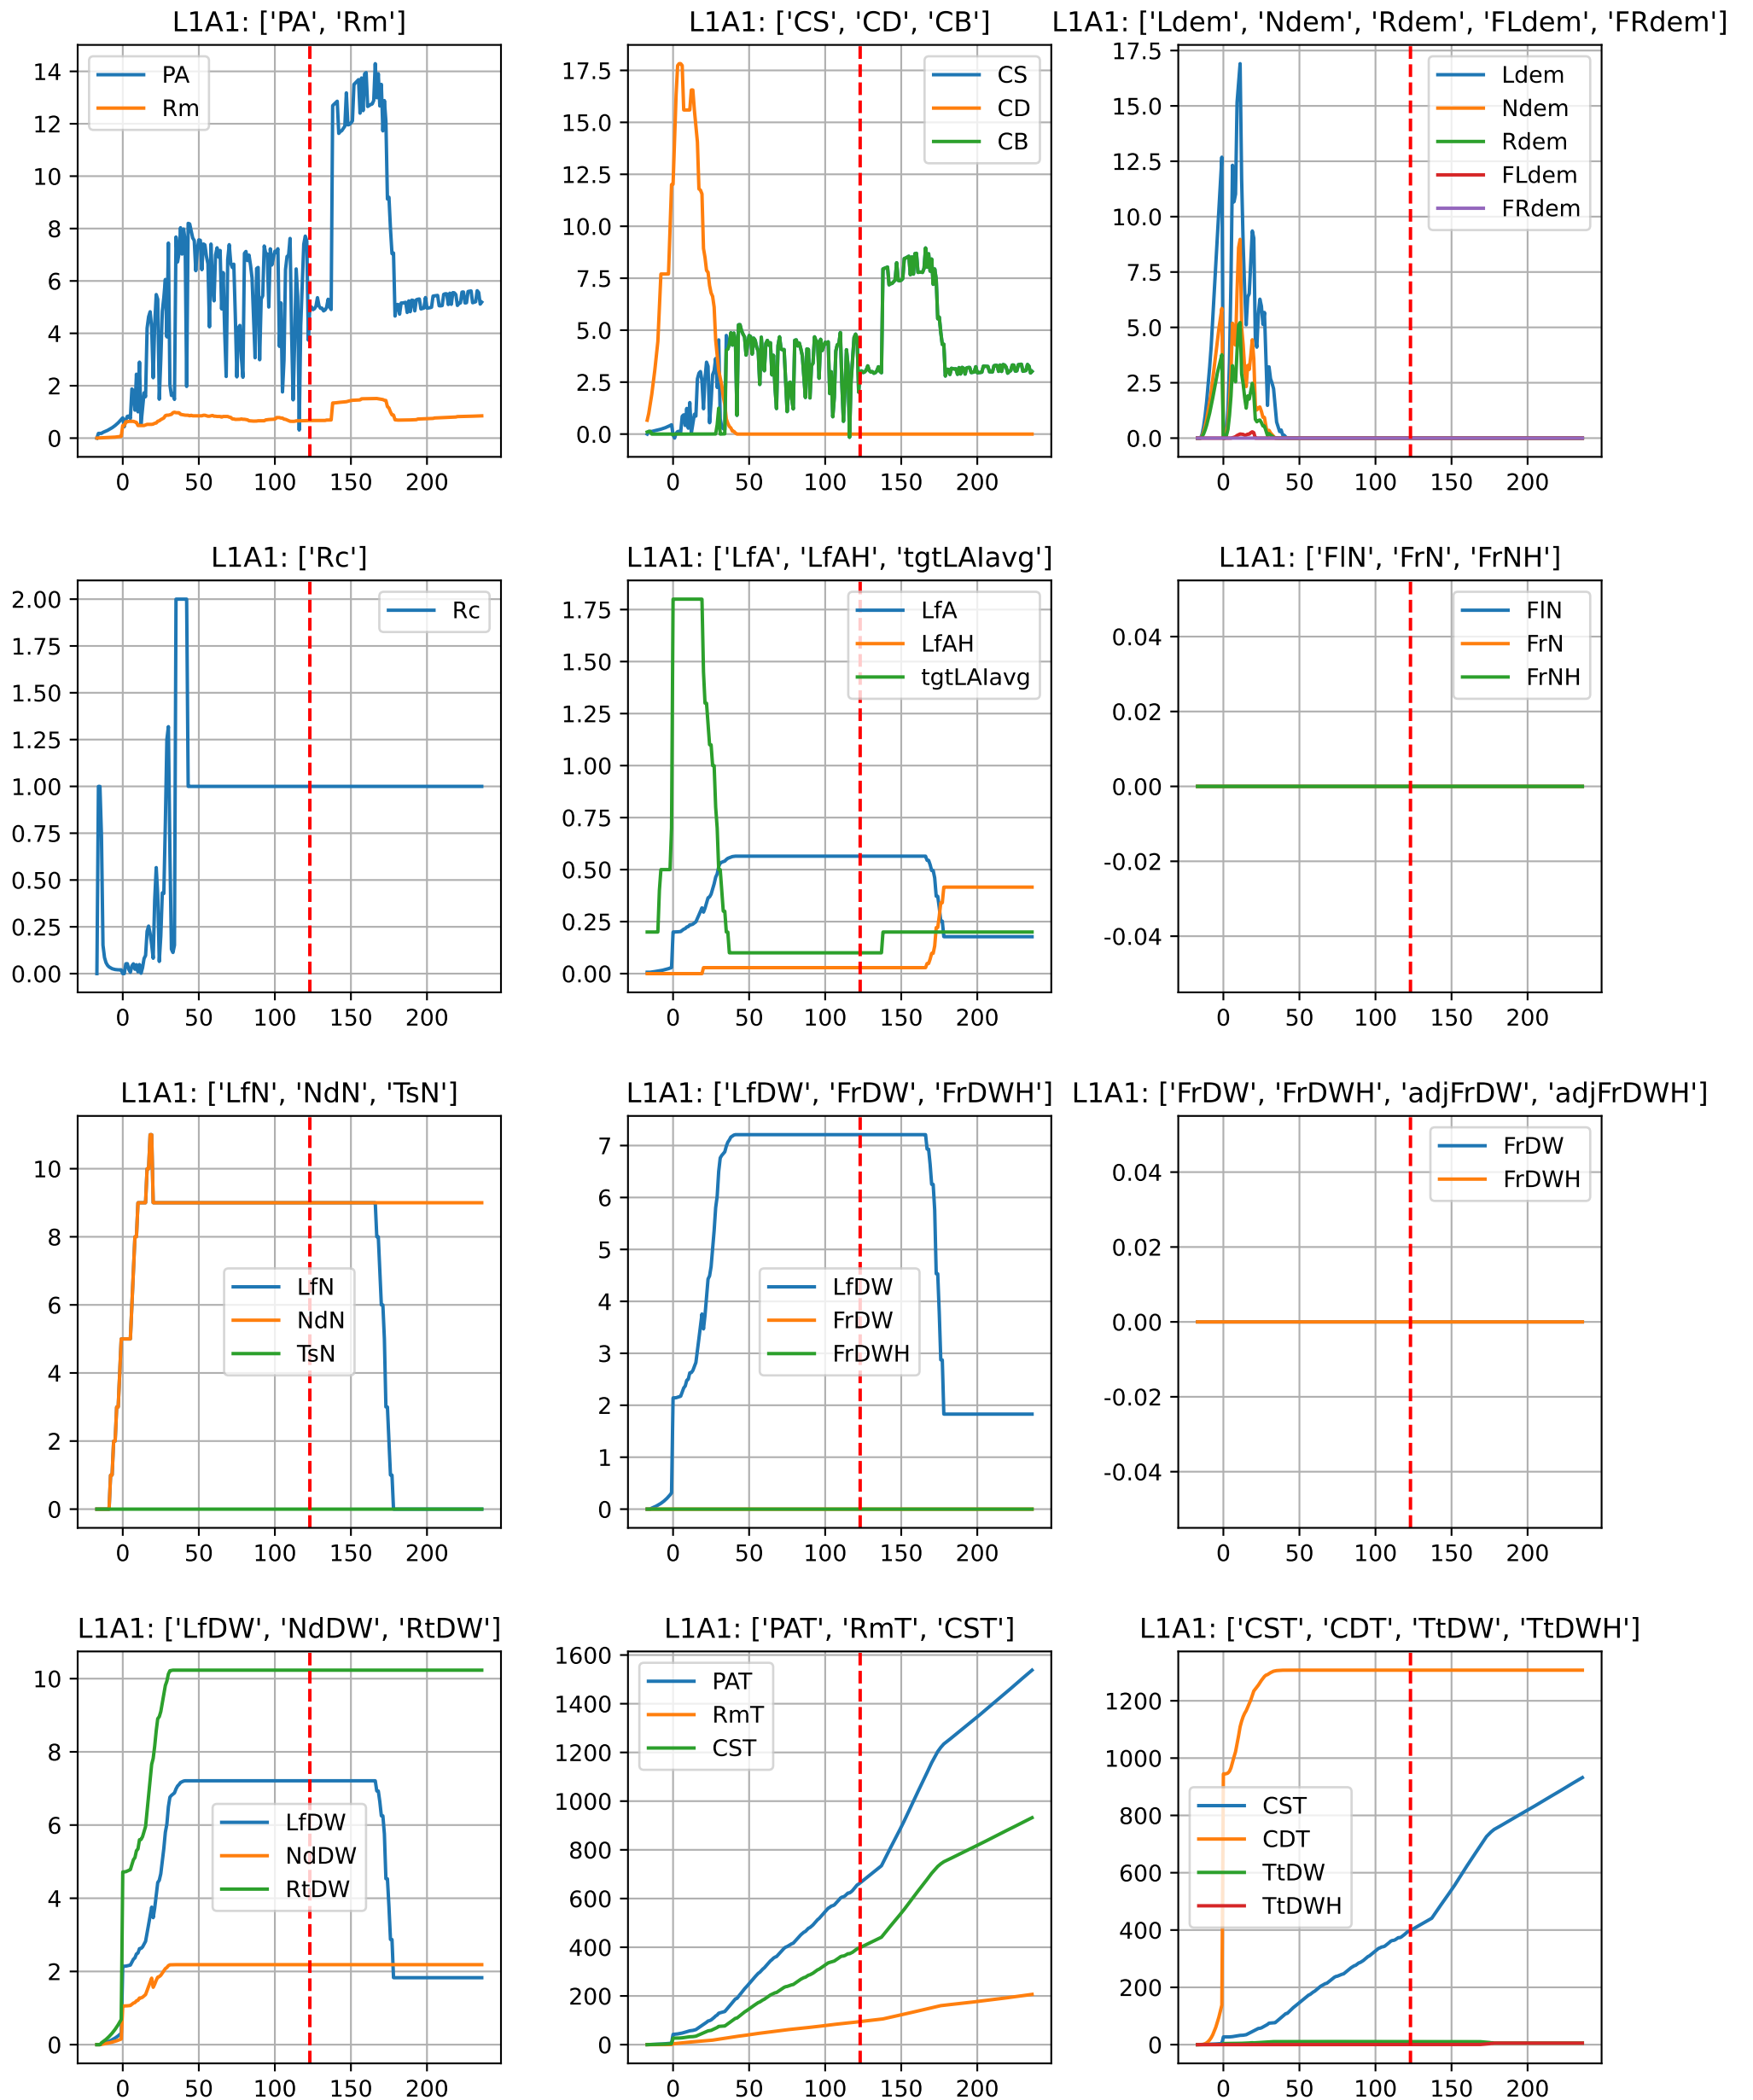 L1A1: ['PA', 'Rm']
14
12
10
8
6
4
2
0
0 50 100 150 200
PA
Rm
L1A1: ['CS', 'CD', 'CB']
17.5
15.0
12.5
10.0
7.5
5.0
2.5
0.0
0 50 100 150 200
CS
CD
CB
L1A1: ['Ldem', 'Ndem', 'Rdem', 'FLdem', 'FRdem']
17.5
15.0
12.5
10.0
7.5
5.0
2.5
0.0
0 50 100 150 200
Ldem
Ndem
Rdem
FLdem
FRdem
L1A1: ['Rc']
2.00
1.75
1.50
1.25
1.00
0.75
0.50
0.25
0.00
0 50 100 150 200
Rc
L1A1: ['LfA', 'LfAH', 'tgtLAIavg']
1.75
1.50
1.25
1.00
0.75
0.50
0.25
0.00
0 50 100 150 200
LfA
LfAH
tgtLAIavg
L1A1: ['FlN', 'FrN', 'FrNH']
0.04
0.02
0.00
-0.02
-0.04
0 50 100 150 200
FlN
FrN
FrNH
L1A1: ['LfN', 'NdN', 'TsN']
10
8
6
4
2
0
0 50 100 150 200
LfN
NdN
TsN
L1A1: ['LfDW', 'FrDW', 'FrDWH']
7
6
5
4
3
2
1
0
0 50 100 150 200
LfDW
FrDW
FrDWH
L1A1: ['FrDW', 'FrDWH', 'adjFrDW', 'adjFrDWH']
0.04
0.02
0.00
-0.02
-0.04
0 50 100 150 200
FrDW
FrDWH
L1A1: ['LfDW', 'NdDW', 'RtDW']
10
8
6
4
2
0
0 50 100 150 200
LfDW
NdDW
RtDW
L1A1: ['PAT', 'RmT', 'CST']
1600
1400
1200
1000
800
600
400
200
0
0 50 100 150 200
PAT
RmT
CST
L1A1: ['CST', 'CDT', 'TtDW', 'TtDWH']
1200
1000
800
600
400
200
0
0 50 100 150 200
CST
CDT
TtDW
TtDWH